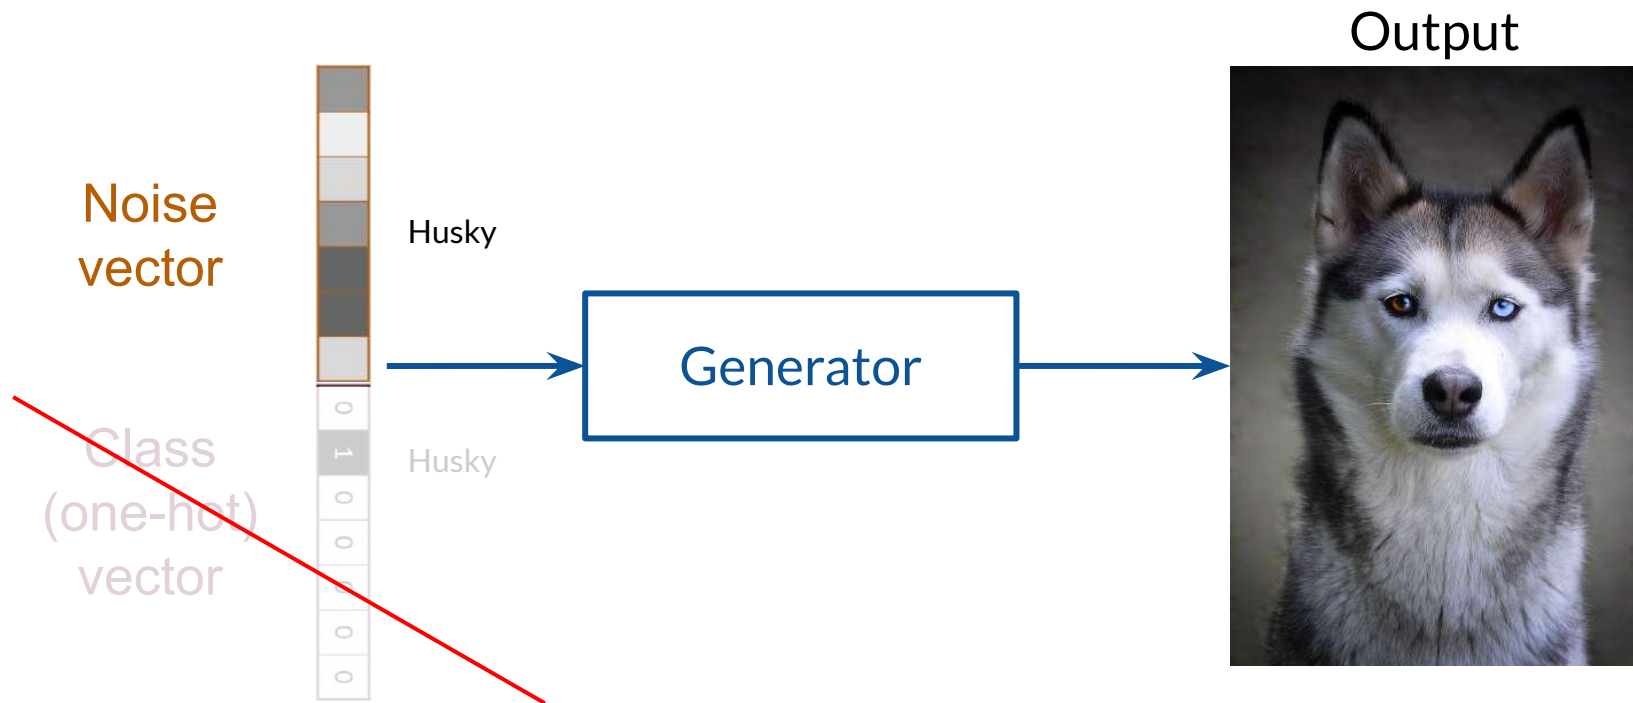 Output
Noise
vector
Husky
Generator
Class
(one-hot)
vector
0
1
0
0
0
0
0
Husky